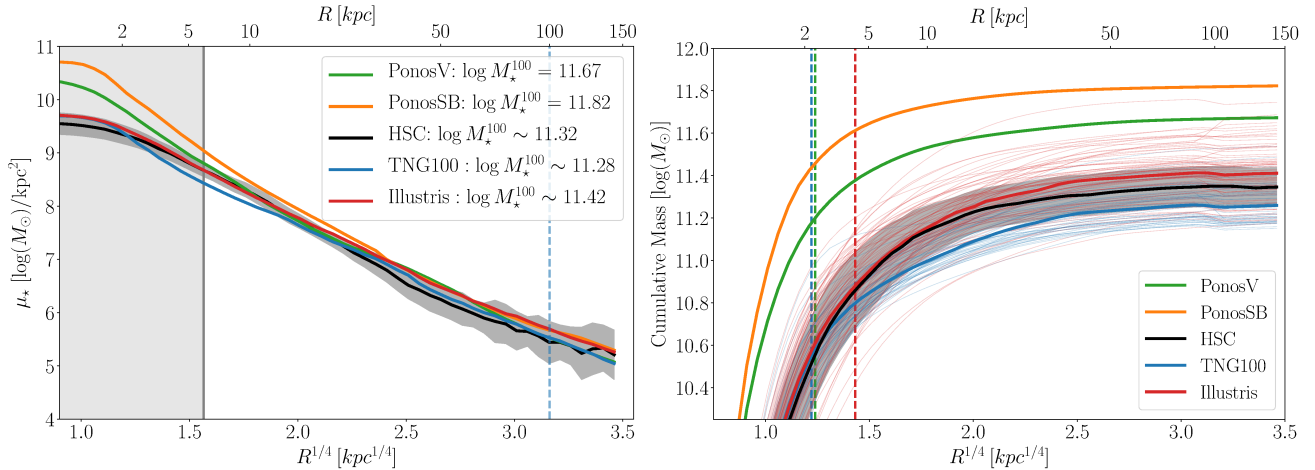 R [kpc]
2 5 10 50 100 150
11
10
9
8
7
6
5
4
μ⋆ [log(M⊙)/kpc²]
PonosV: log M⋆¹⁰⁰ = 11.67
PonosSB: log M⋆¹⁰⁰ = 11.82
HSC: log M⋆¹⁰⁰ ∼ 11.32
TNG100 : log M⋆¹⁰⁰ ∼ 11.28
Illustris : log M⋆¹⁰⁰ ∼ 11.42
1.0 1.5 2.0 2.5 3.0 3.5
R^{1/4} [kpc^{1/4}]
R [kpc]
2 5 10 50 100 150
12.0
11.8
11.6
11.4
11.2
11.0
10.8
10.6
10.4
Cumulative Mass [log(M⊙)]
PonosV
PonosSB
HSC
TNG100
Illustris
1.0 1.5 2.0 2.5 3.0 3.5
R^{1/4} [kpc^{1/4}]